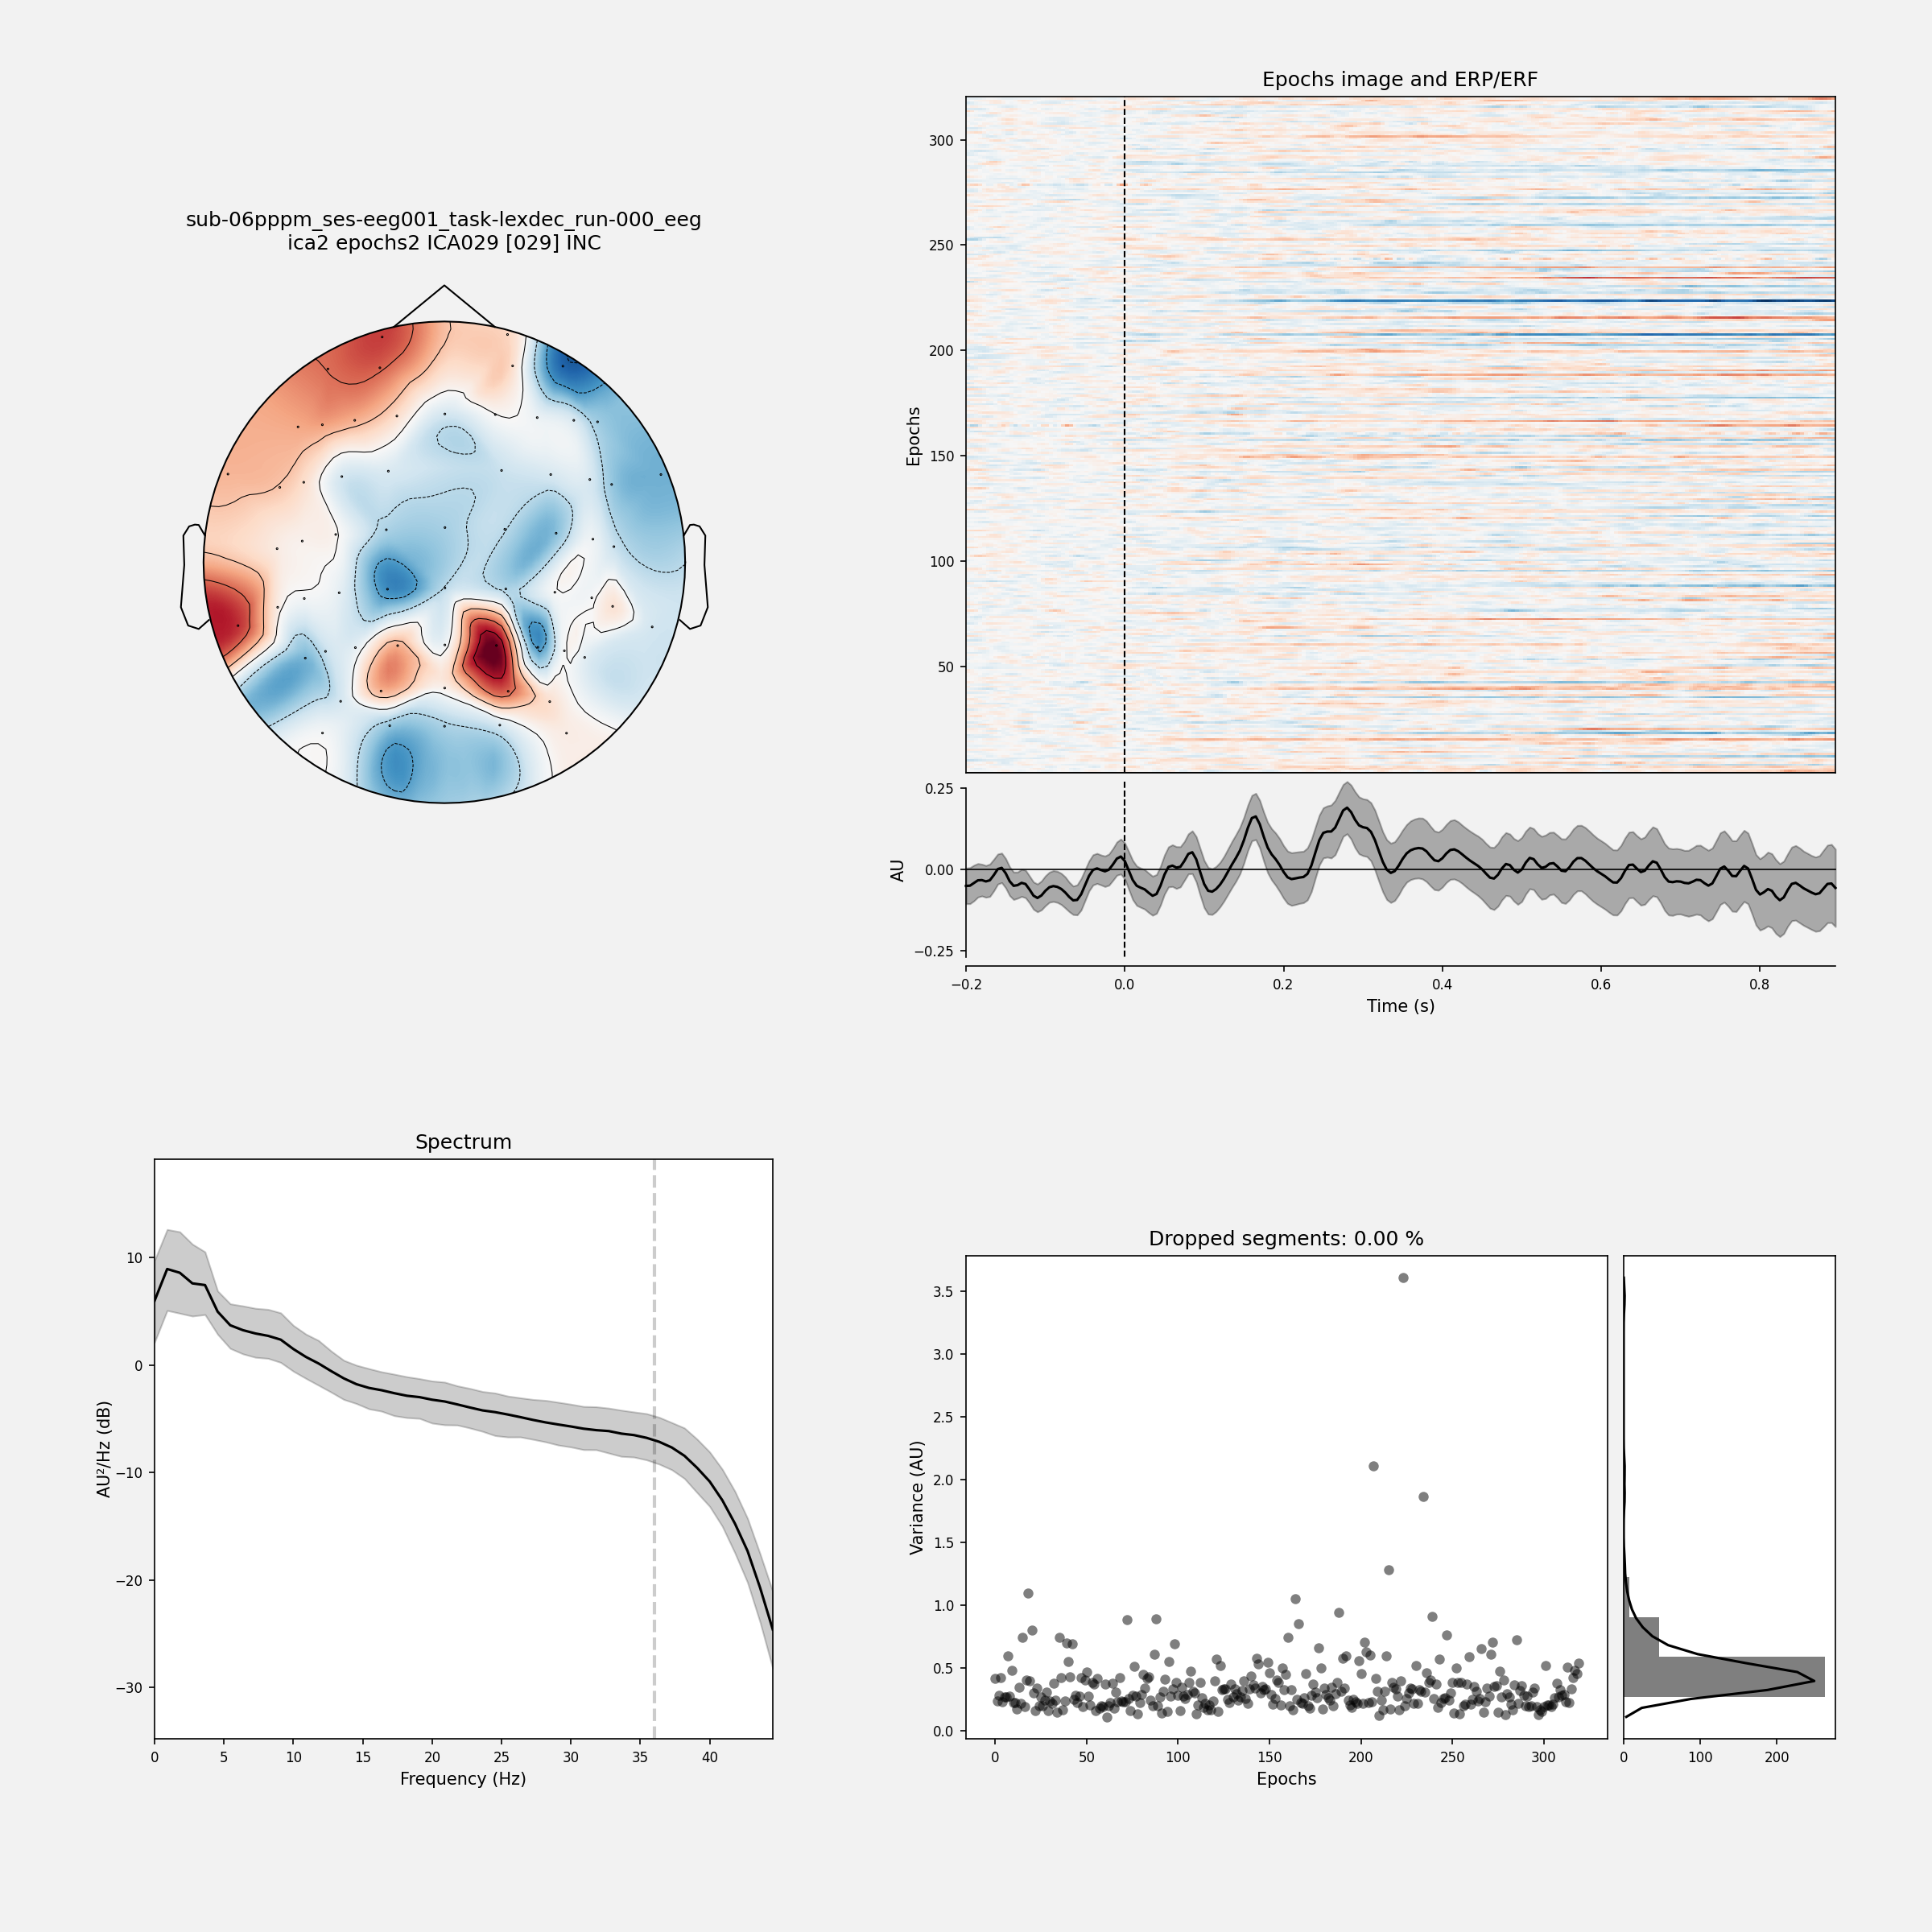 sub-06pppm_ses-eeg001_task-lexdec_run-000_eeg
ica2 epochs2 ICA029 [029] INC
Epochs image and ERP/ERF
300
250
200
150
100
50
Epochs
0.25
0.00
−0.25
AU
−0.2 0.0 0.2 0.4 0.6 0.8
Time (s)
Spectrum
10
0
−10
−20
−30
AU²/Hz (dB)
0 5 10 15 20 25 30 35 40
Frequency (Hz)
Dropped segments: 0.00 %
3.5
3.0
2.5
2.0
1.5
1.0
0.5
0.0
Variance (AU)
0 50 100 150 200 250 300
Epochs
0 100 200